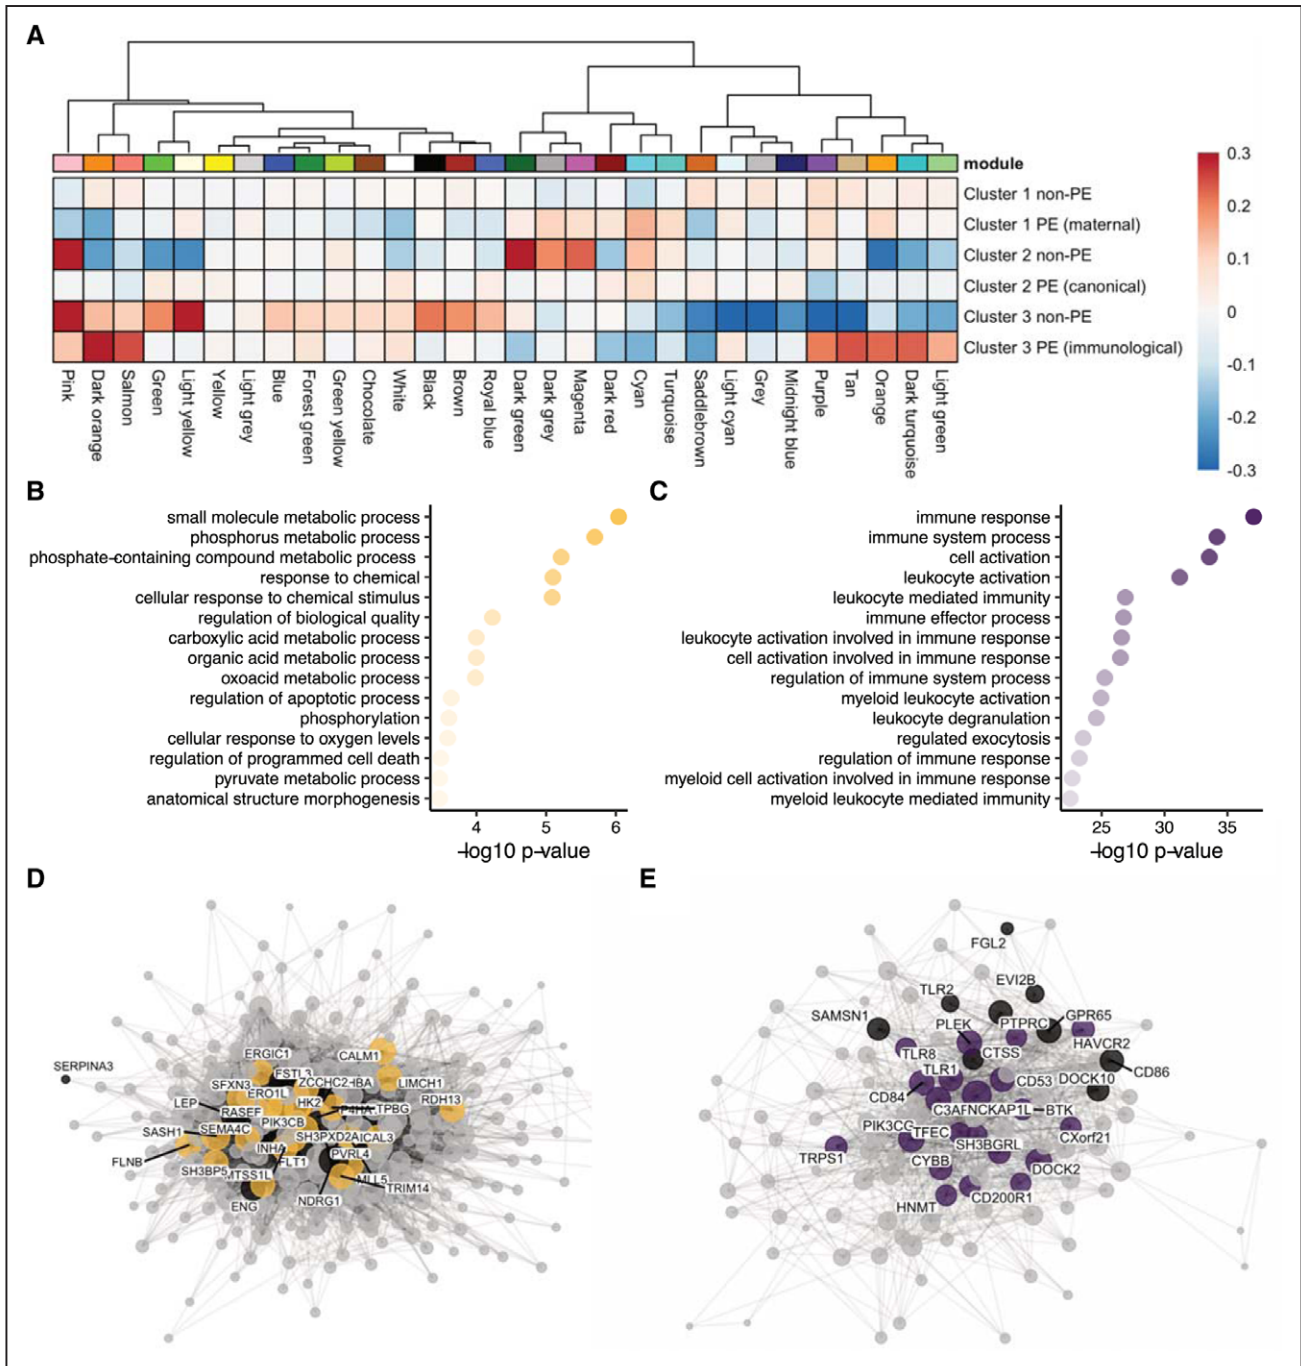 A
module
Cluster 1 non-PE
Cluster 1 PE (maternal)
Cluster 2 non-PE
Cluster 2 PE (canonical)
Cluster 3 non-PE
Cluster 3 PE (immunological)
0.3
0.2
0.1
0
-0.1
-0.2
-0.3
Pink
Dark orange
Salmon
Green
Light yellow
Yellow
Light grey
Blue
Forest green
Green yellow
Chocolate
White
Black
Brown
Royal blue
Dark green
Dark grey
Magenta
Dark red
Cyan
Turquoise
Saddlebrown
Light cyan
Grey
Midnight blue
Purple
Tan
Orange
Dark turquoise
Light green
B
small molecule metabolic process
phosphorus metabolic process
phosphate-containing compound metabolic process
response to chemical
cellular response to chemical stimulus
regulation of biological quality
carboxylic acid metabolic process
organic acid metabolic process
oxoacid metabolic process
regulation of apoptotic process
phosphorylation
cellular response to oxygen levels
regulation of programmed cell death
pyruvate metabolic process
anatomical structure morphogenesis
4 5 6
-log10 p-value
C
immune response
immune system process
cell activation
leukocyte activation
leukocyte mediated immunity
immune effector process
leukocyte activation involved in immune response
cell activation involved in immune response
regulation of immune system process
myeloid leukocyte activation
leukocyte degranulation
regulated exocytosis
regulation of immune response
myeloid cell activation involved in immune response
myeloid leukocyte mediated immunity
25 30 35
-log10 p-value
D
SERPINA3
ERGIC1
CALM1
FSTL3
SFXN3
ZCCHC2
HBA
LIMCH1
ERO1L
LEP
HK2
RDH13
RASEF
P4HA
TPBG
PIK3CB
SASH1
SEMA4C
SH3PXD2A
ICAL3
INHA
PVRL4
FLNB
FLT1
SH3BP5
MTSS1L
MLL5
TRIM14
NDRG1
ENG
E
FGL2
EVI2B
TLR2
SAMSN1
GPR65
PLEK
PTPRC
HAVCR2
TLR8
CTSS
CD86
TLR1
CD53
DOCK10
CD84
C3AF
NCKAP1L
BTK
PIK3CG
TFEC
CXorf21
SH3BGRL
TRPS1
CYBB
DOCK2
CD200R1
HNMT